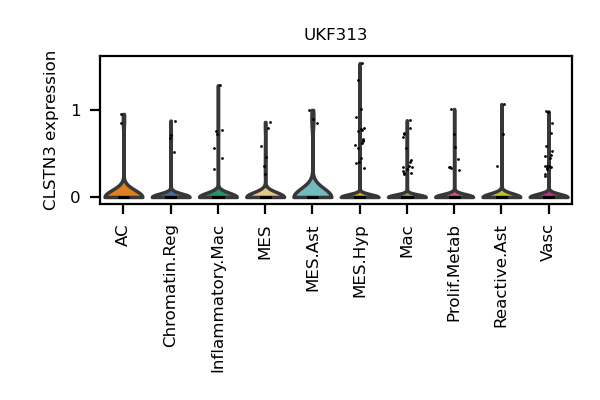 UKF313
CLSTN3 expression
1
0
AC
Chromatin.Reg
Inflammatory.Mac
MES
MES.Ast
MES.Hyp
Mac
Prolif.Metab
Reactive.Ast
Vasc